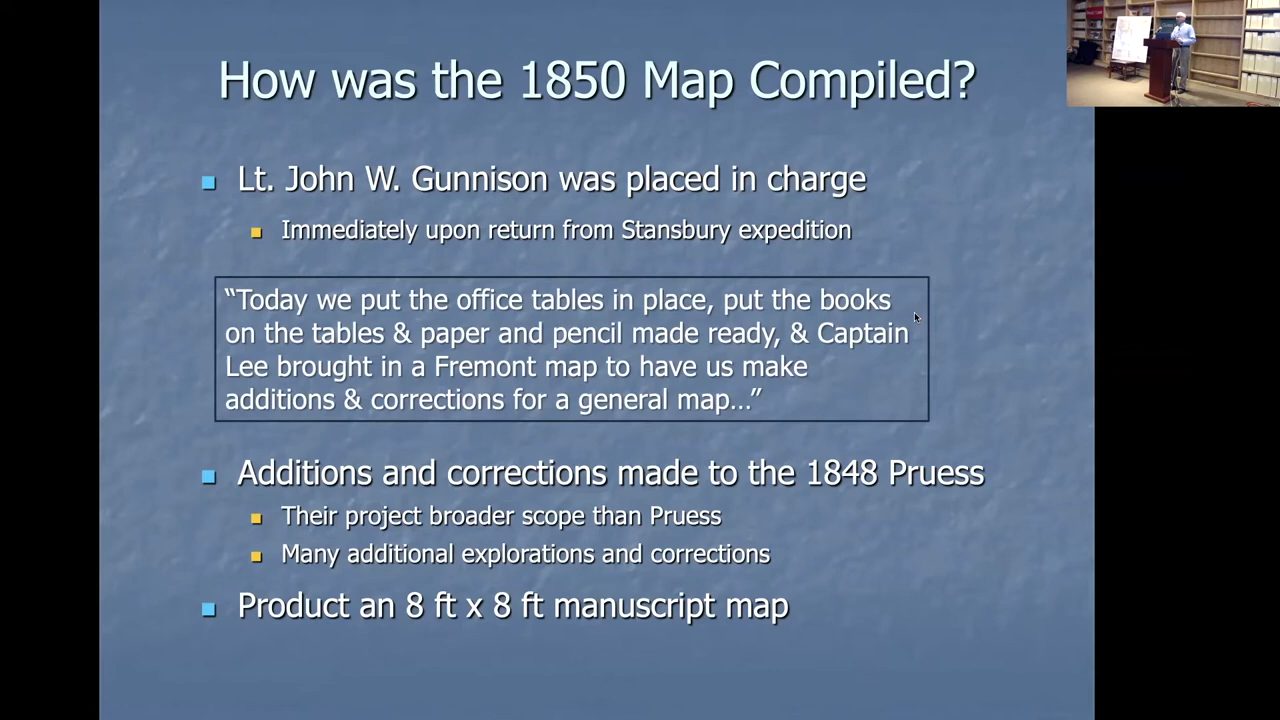 How was the 1850 Map Compiled?
Lt. John W. Gunnison was placed in charge
Immediately upon return from Stansbury expedition
“Today we put the office tables in place, put the books
on the tables & paper and pencil made ready, & Captain
Lee brought in a Fremont map to have us make
additions & corrections for a general map…”
Additions and corrections made to the 1848 Pruess
Their project broader scope than Pruess
Many additional explorations and corrections
Product an 8 ft x 8 ft manuscript map